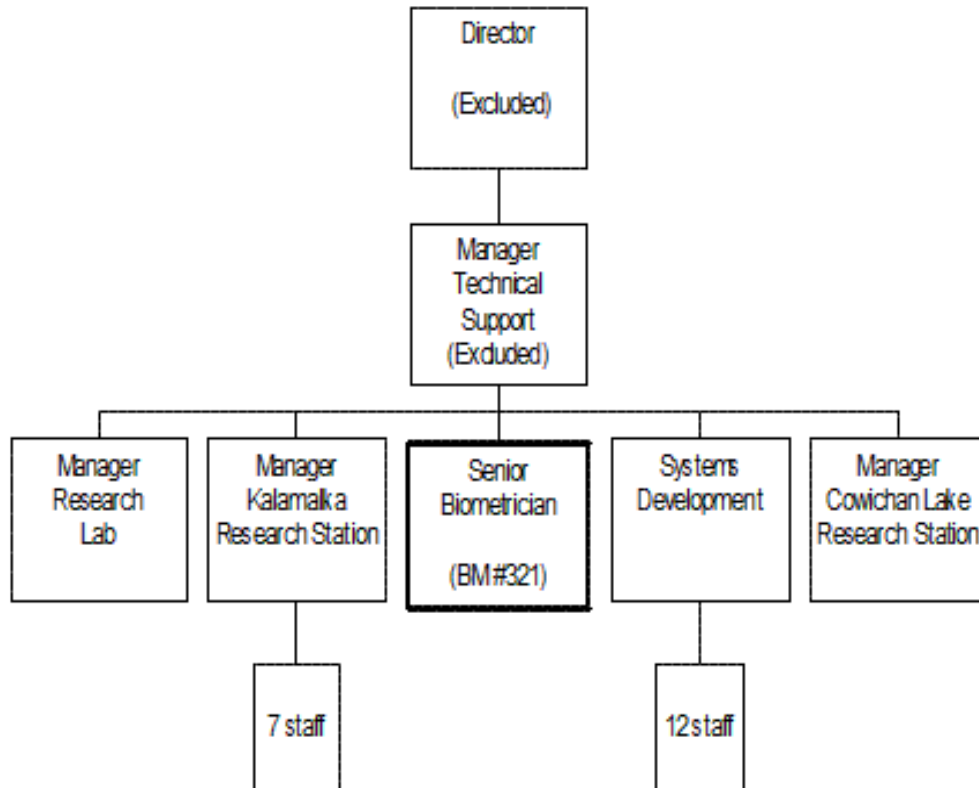 Director
(Excluded)
Manager
Technical
Support
(Excluded)
Manager
Research
Lab
Manager
Kalamalka
Research Station
Senior
Biometrician
(BM #321)
Systems
Development
Manager
Cowichan Lake
Research Station
7 staff
12 staff